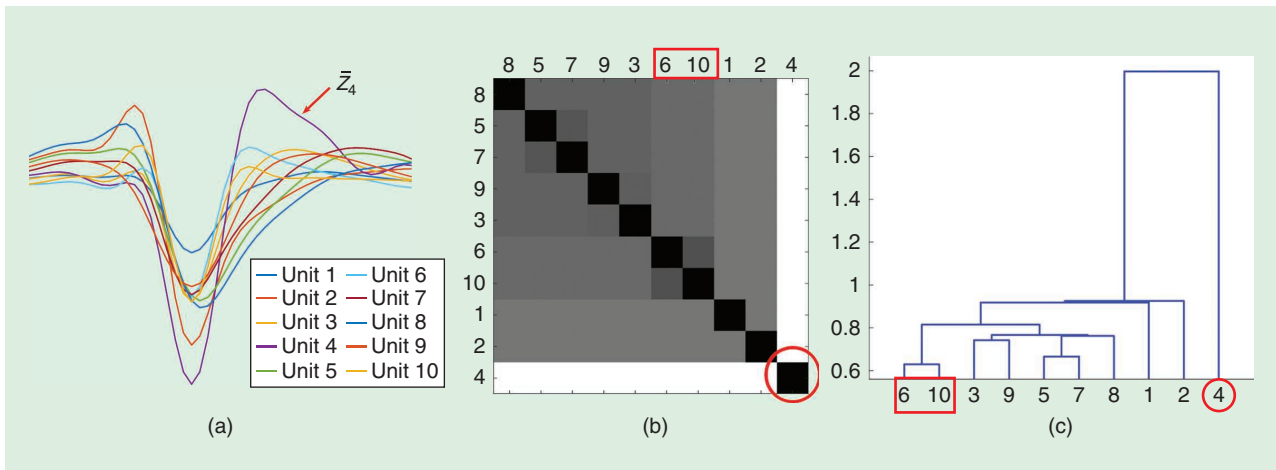 Z̄₄
Unit 1 Unit 6
Unit 2 Unit 7
Unit 3 Unit 8
Unit 4 Unit 9
Unit 5 Unit 10
(a)
8 5 7 9 3 6 10 1 2 4
8
5
7
9
3
6
10
1
2
4
(b)
2
1.8
1.6
1.4
1.2
1
0.8
0.6
6 10 3 9 5 7 8 1 2 4
(c)